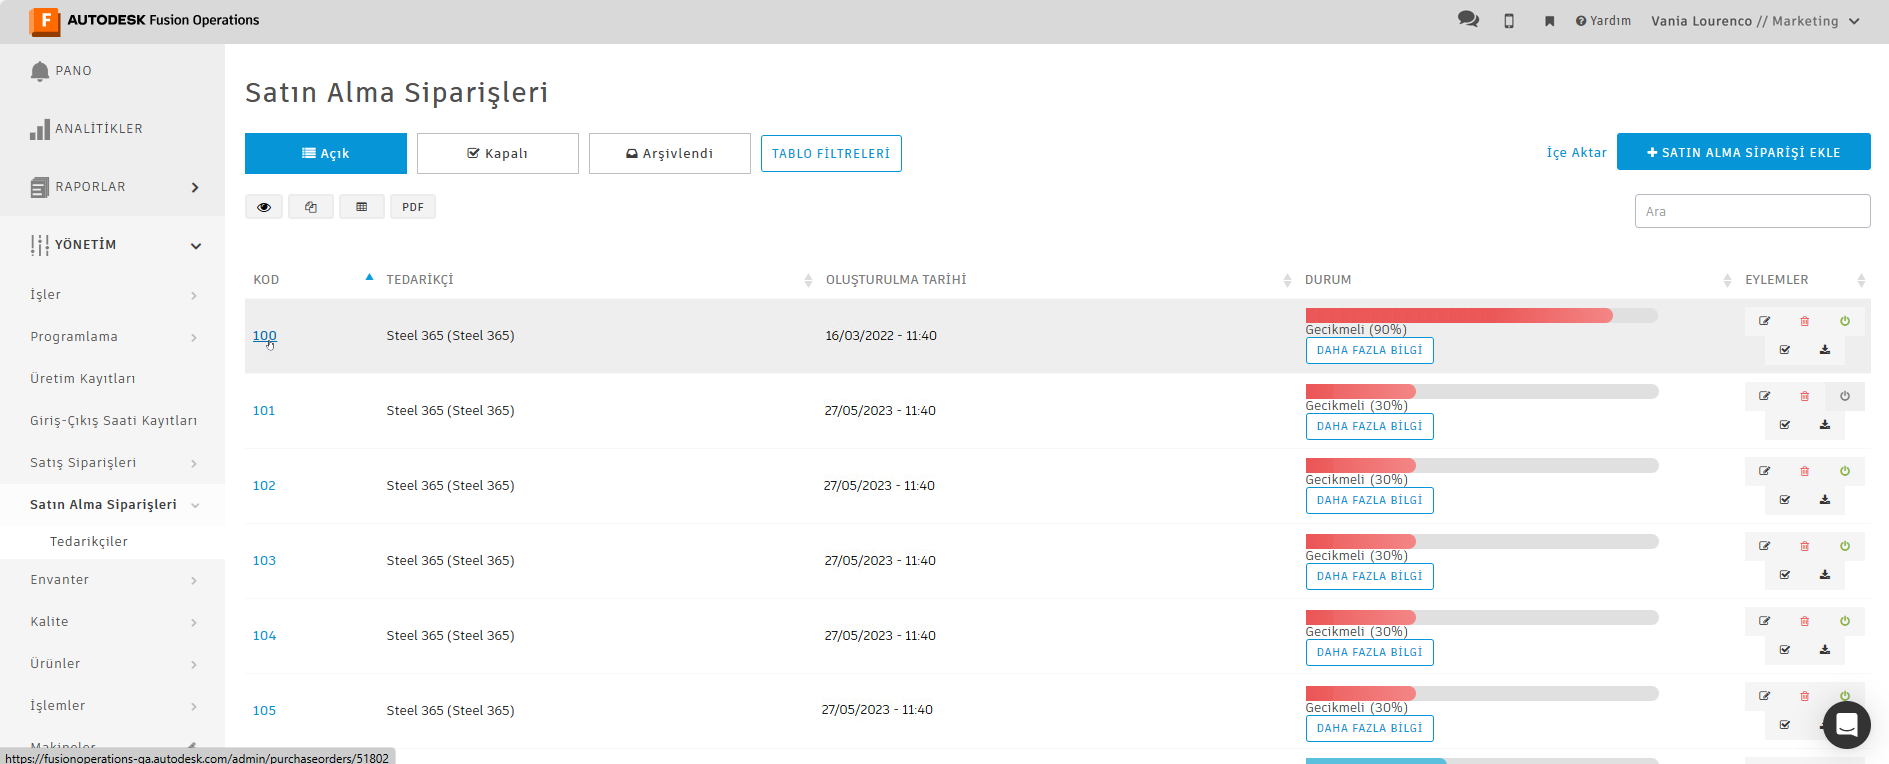 AUTODESK Fusion Operations
Yardım
Vania Lourenco // Marketing
PANO
ANALİTİKLER
RAPORLAR
YÖNETİM
İşler
Programlama
Üretim Kayıtları
Giriş-Çıkış Saati Kayıtları
Satış Siparişleri
Satın Alma Siparişleri
Tedarikçiler
Envanter
Kalite
Ürünler
İşlemler
Makineler
https://fusionoperations-qa.autodesk.com/admin/purchaseorders/51802
Satın Alma Siparişleri
Açık
Kapalı
Arşivlendi
TABLO FİLTRELERİ
İçe Aktar
+ SATIN ALMA SİPARİŞİ EKLE
PDF
Ara
KOD TEDARİKÇİ OLUŞTURULMA TARİHİ DURUM EYLEMLER
100 Steel 365 (Steel 365) 16/03/2022 - 11:40 Gecikmeli (90%)
DAHA FAZLA BİLGİ
101 Steel 365 (Steel 365) 27/05/2023 - 11:40 Gecikmeli (30%)
DAHA FAZLA BİLGİ
102 Steel 365 (Steel 365) 27/05/2023 - 11:40 Gecikmeli (30%)
DAHA FAZLA BİLGİ
103 Steel 365 (Steel 365) 27/05/2023 - 11:40 Gecikmeli (30%)
DAHA FAZLA BİLGİ
104 Steel 365 (Steel 365) 27/05/2023 - 11:40 Gecikmeli (30%)
DAHA FAZLA BİLGİ
105 Steel 365 (Steel 365) 27/05/2023 - 11:40 Gecikmeli (30%)
DAHA FAZLA BİLGİ